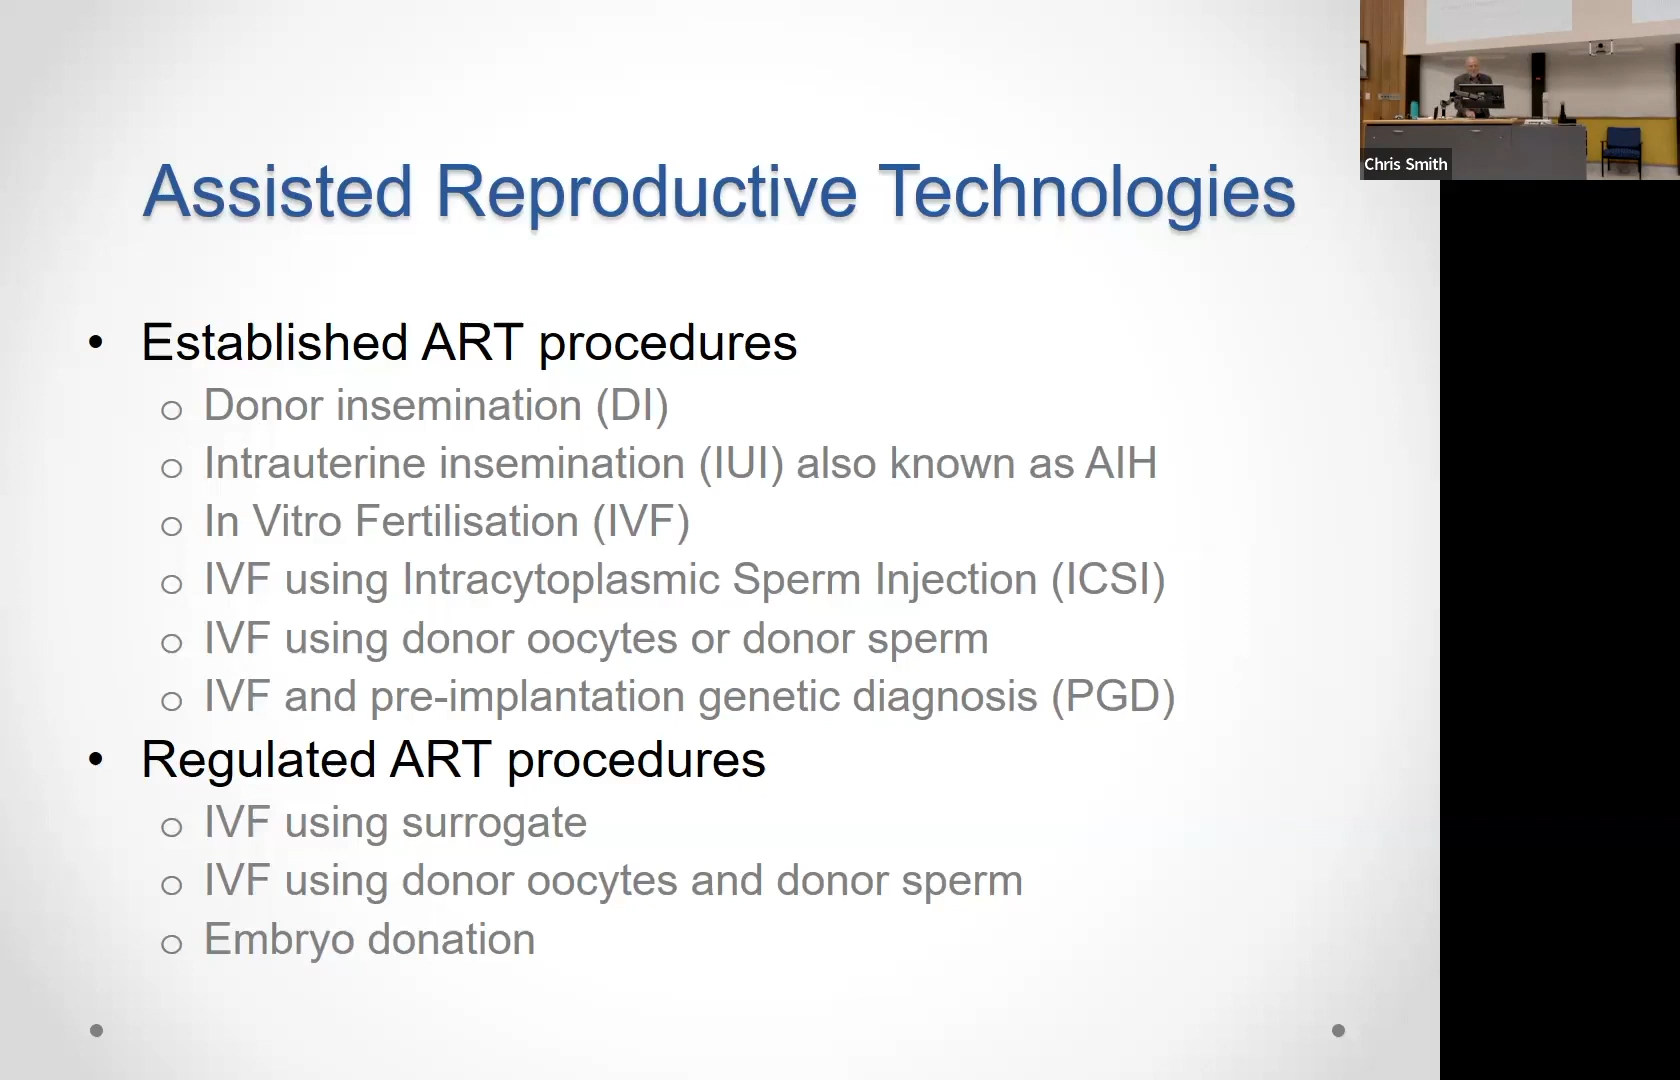 Assisted Reproductive Technologies
Chris Smith
• Established ART procedures
o Donor insemination (DI)
o Intrauterine insemination (IUI) also known as AIH
o In Vitro Fertilisation (IVF)
o IVF using Intracytoplasmic Sperm Injection (ICSI)
o IVF using donor oocytes or donor sperm
o IVF and pre-implantation genetic diagnosis (PGD)
• Regulated ART procedures
o IVF using surrogate
o IVF using donor oocytes and donor sperm
o Embryo donation